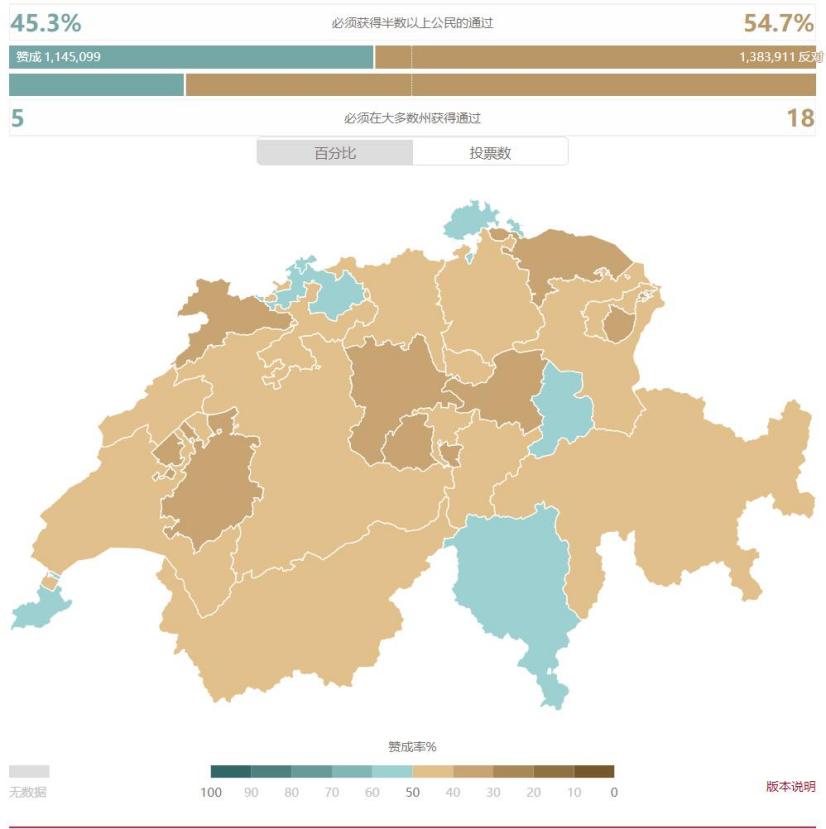 45.3% 必须获得半数以上公民的通过 54.7%
赞成 1,145,099 1,383,911 反对
5 必须在大多数州获得通过 18
百分比 投票数
赞成率%
无数据 100 90 80 70 60 50 40 30 20 10 0
版本说明